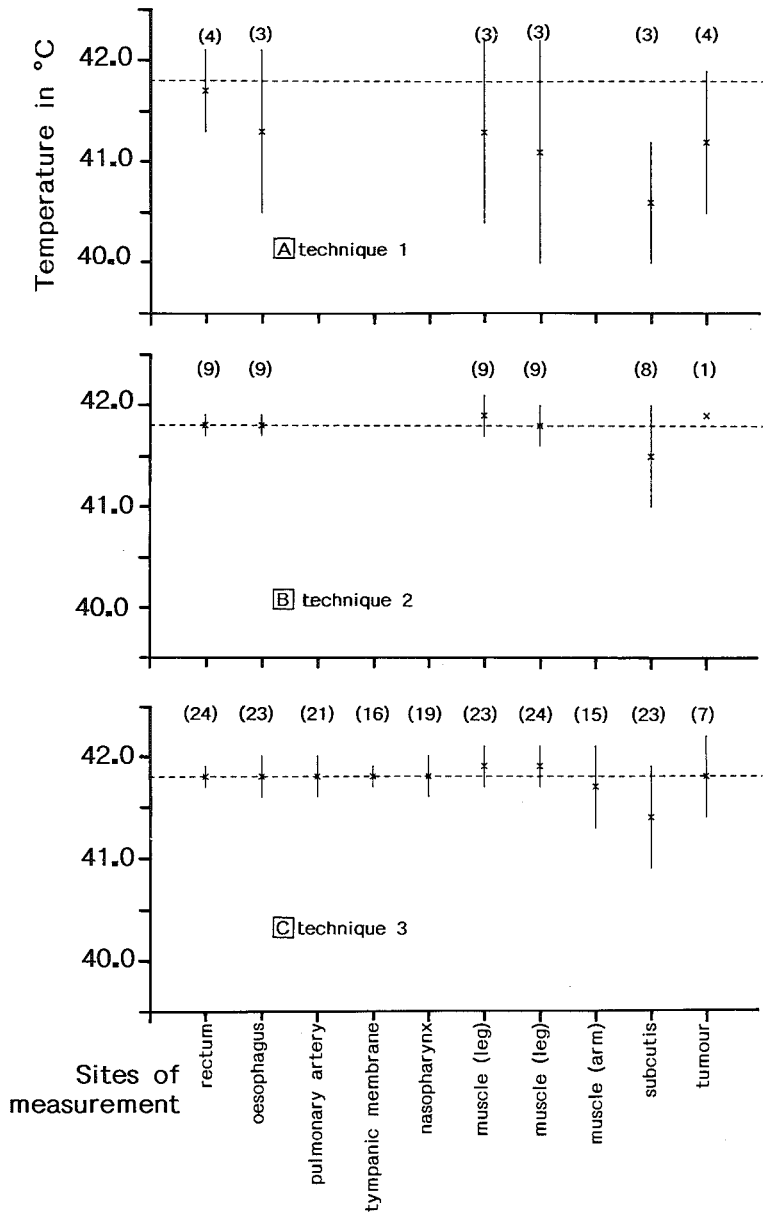 Temperature in °C
(4) (3) (3) (3) (3) (4)
42.0
41.0
40.0
A technique 1
(9) (9) (9) (9) (8) (1)
42.0
41.0
40.0
B technique 2
(24) (23) (21) (16) (19) (23) (24) (15) (23) (7)
42.0
41.0
40.0
C technique 3
Sites of
measurement
rectum
oesophagus
pulmonary artery
tympanic membrane
nasopharynx
muscle (leg)
muscle (leg)
muscle (arm)
subcutis
tumour